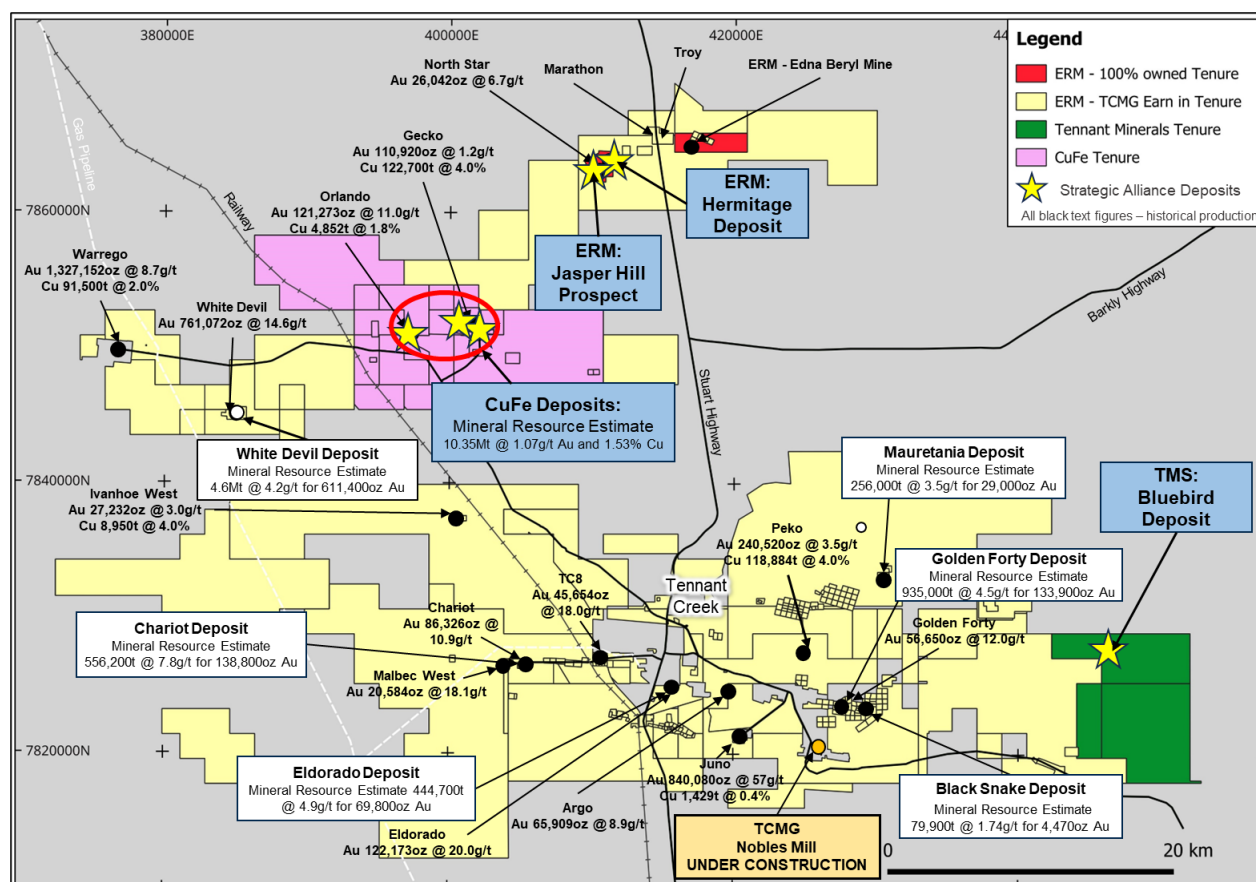 380000E
400000E
420000E
44
Legend
ERM - 100% owned Tenure
ERM - TCMG Earn in Tenure
Tennant Minerals Tenure
CuFe Tenure
Strategic Alliance Deposits
All black text figures – historical production
North Star
Au 26,042oz @ 6.7g/t
Marathon
Troy
ERM - Edna Beryl Mine
Gecko
Au 110,920oz @ 1.2g/t
Cu 122,700t @ 4.0%
Gas Pipeline
Railway
Orlando
Au 121,273oz @ 11.0g/t
Cu 4,852t @ 1.8%
7860000N
ERM:
Hermitage
Deposit
ERM:
Jasper Hill
Prospect
Warrego
Au 1,327,152oz @ 8.7g/t
Cu 91,500t @ 2.0%
White Devil
Au 761,072oz @ 14.6g/t
Barkly Highway
Stuart Highway
CuFe Deposits:
Mineral Resource Estimate
10.35Mt @ 1.07g/t Au and 1.53% Cu
White Devil Deposit
Mineral Resource Estimate
4.6Mt @ 4.2g/t for 611,400oz Au
Mauretania Deposit
Mineral Resource Estimate
256,000t @ 3.5g/t for 29,000oz Au
TMS:
Bluebird
Deposit
7840000N
Ivanhoe West
Au 27,232oz @ 3.0g/t
Cu 8,950t @ 4.0%
Peko
Au 240,520oz @ 3.5g/t
Cu 118,884t @ 4.0%
Golden Forty Deposit
Mineral Resource Estimate
935,000t @ 4.5g/t for 133,900oz Au
Tennant
Creek
TC8
Au 45,654oz
@ 18.0g/t
Chariot
Au 86,326oz @
10.9g/t
Golden Forty
Au 56,650oz @ 12.0g/t
Chariot Deposit
Mineral Resource Estimate
556,200t @ 7.8g/t for 138,800oz Au
Malbec West
Au 20,584oz @ 18.1g/t
7820000N
Eldorado Deposit
Mineral Resource Estimate 444,700t
@ 4.9g/t for 69,800oz Au
Juno
Au 840,080oz @ 57g/t
Cu 1,429t @ 0.4%
Black Snake Deposit
Mineral Resource Estimate
79,900t @ 1.74g/t for 4,470oz Au
Argo
Au 65,909oz @ 8.9g/t
Eldorado
Au 122,173oz @ 20.0g/t
TCMG
Nobles Mill
UNDER CONSTRUCTION
0
20 km